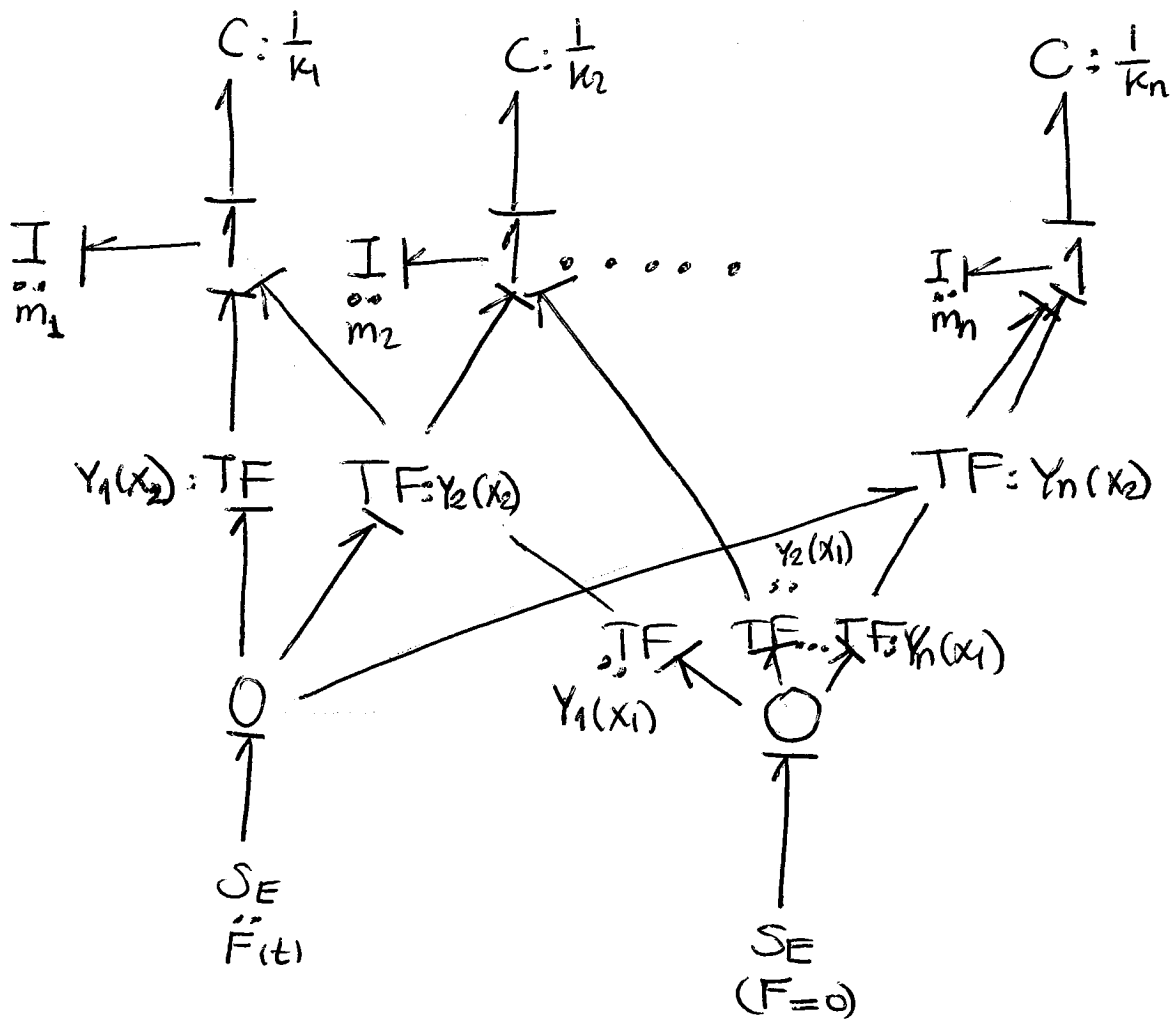 C : 1/k1 C : 1/k2 C : 1/kn
1 1 1
I : m1 I : m2 ..... I : mn
Y1(x2) : TF TF : Y2(x2) TF : Yn(x2)
Y2(x1)
TF TF ... TF : Yn(x1)
0 Y1(x1) 0
SE SE
F(t) (F=0)